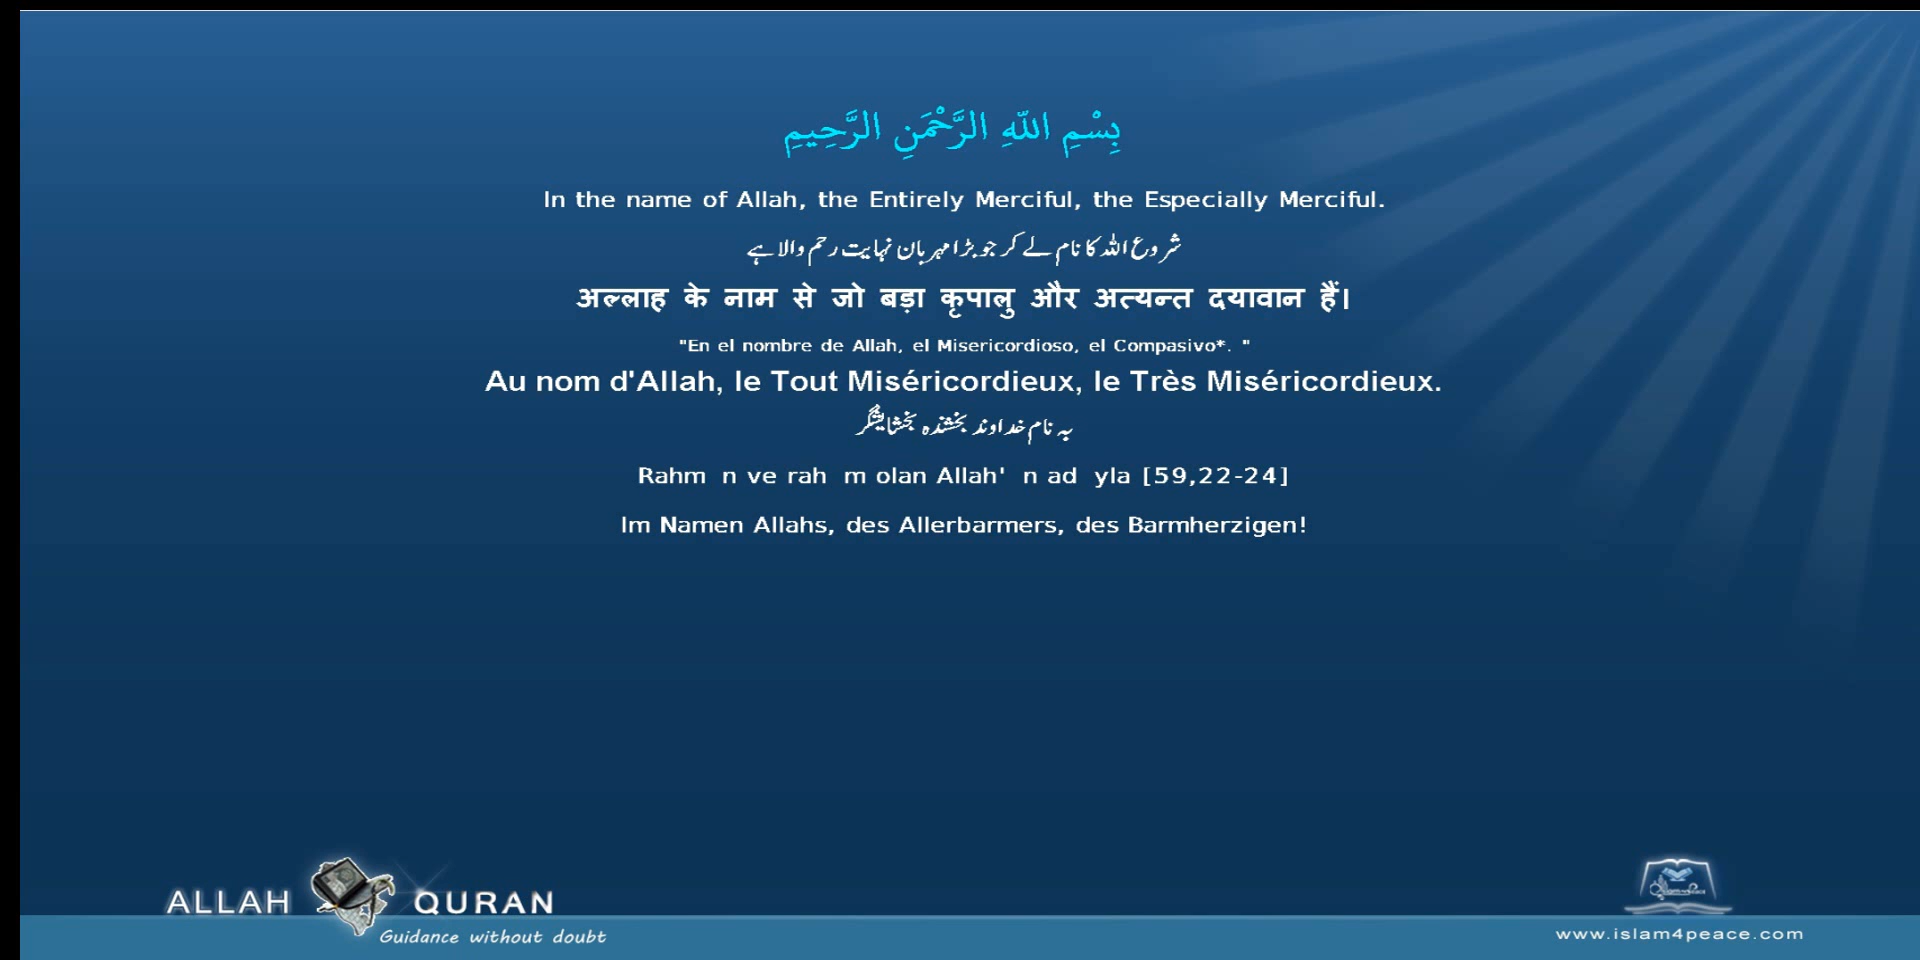 بِسْمِ اللّٰهِ الرَّحْمَنِ الرَّحِيمِ
In the name of Allah, the Entirely Merciful, the Especially Merciful.
شروع الله کا نام لے کر جو بڑا مہربان نہایت رحم والا ہے
अल्लाह के नाम से जो बड़ा कृपालु और अत्यन्त दयावान हैं।
"En el nombre de Allah, el Misericordioso, el Compasivo*. "
Au nom d'Allah, le Tout Miséricordieux, le Très Miséricordieux.
به نام خداوند بخشنده بخشایشگر
Rahm n ve rah m olan Allah' n ad yla [59,22-24]
Im Namen Allahs, des Allerbarmers, des Barmherzigen!
ALLAH QURAN
Guidance without doubt
www.islam4peace.com